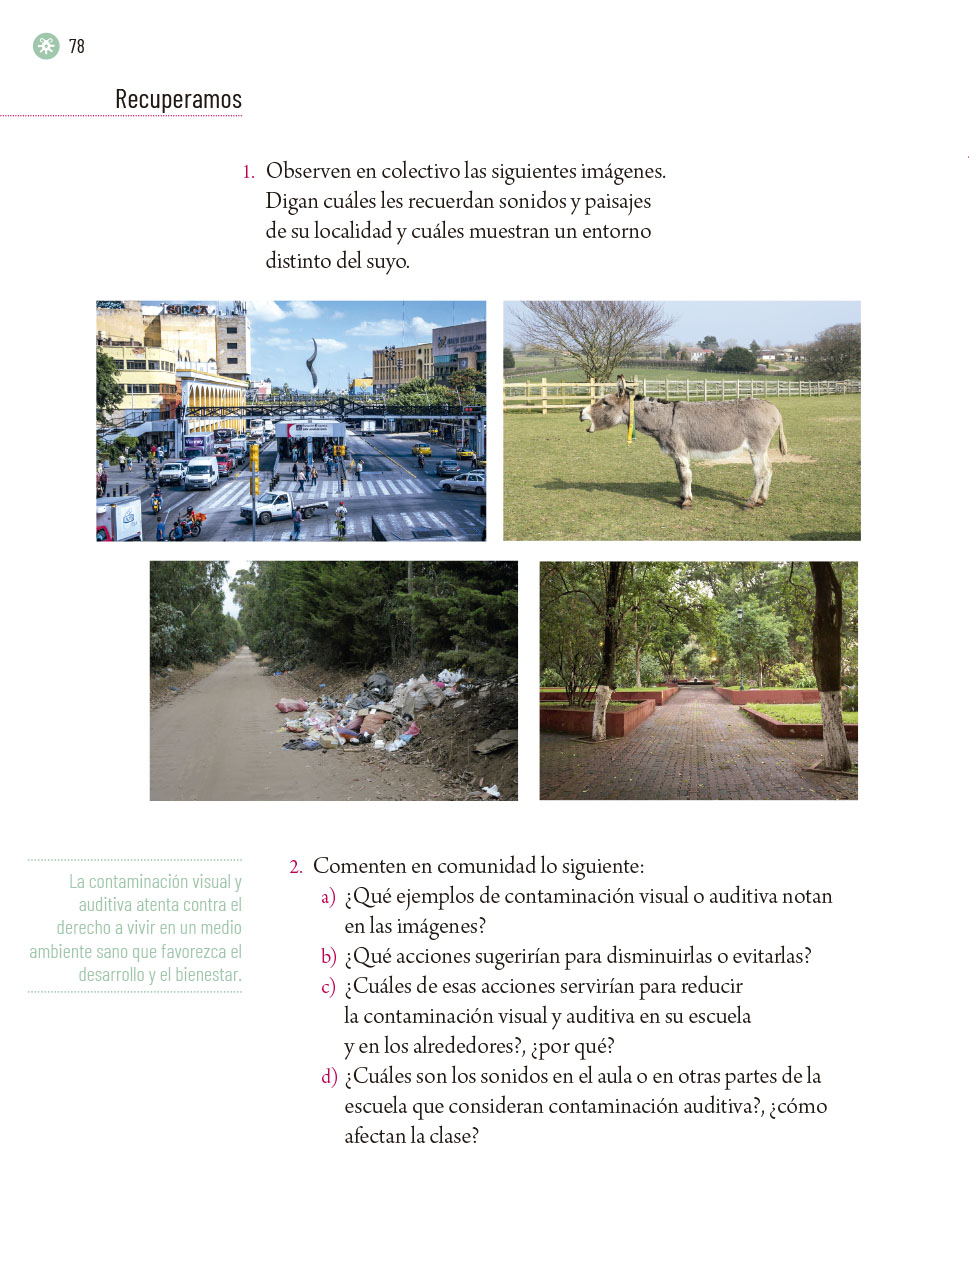 78
Recuperamos
1. Observen en colectivo las siguientes imágenes.
Digan cuáles les recuerdan sonidos y paisajes
de su localidad y cuáles muestran un entorno
distinto del suyo.
La contaminación visual y
auditiva atenta contra el
derecho a vivir en un medio
ambiente sano que favorezca el
desarrollo y el bienestar.
2. Comenten en comunidad lo siguiente:
a) ¿Qué ejemplos de contaminación visual o auditiva notan
en las imágenes?
b) ¿Qué acciones sugerirían para disminuirlas o evitarlas?
c) ¿Cuáles de esas acciones servirían para reducir
la contaminación visual y auditiva en su escuela
y en los alrededores?, ¿por qué?
d) ¿Cuáles son los sonidos en el aula o en otras partes de la
escuela que consideran contaminación auditiva?, ¿cómo
afectan la clase?